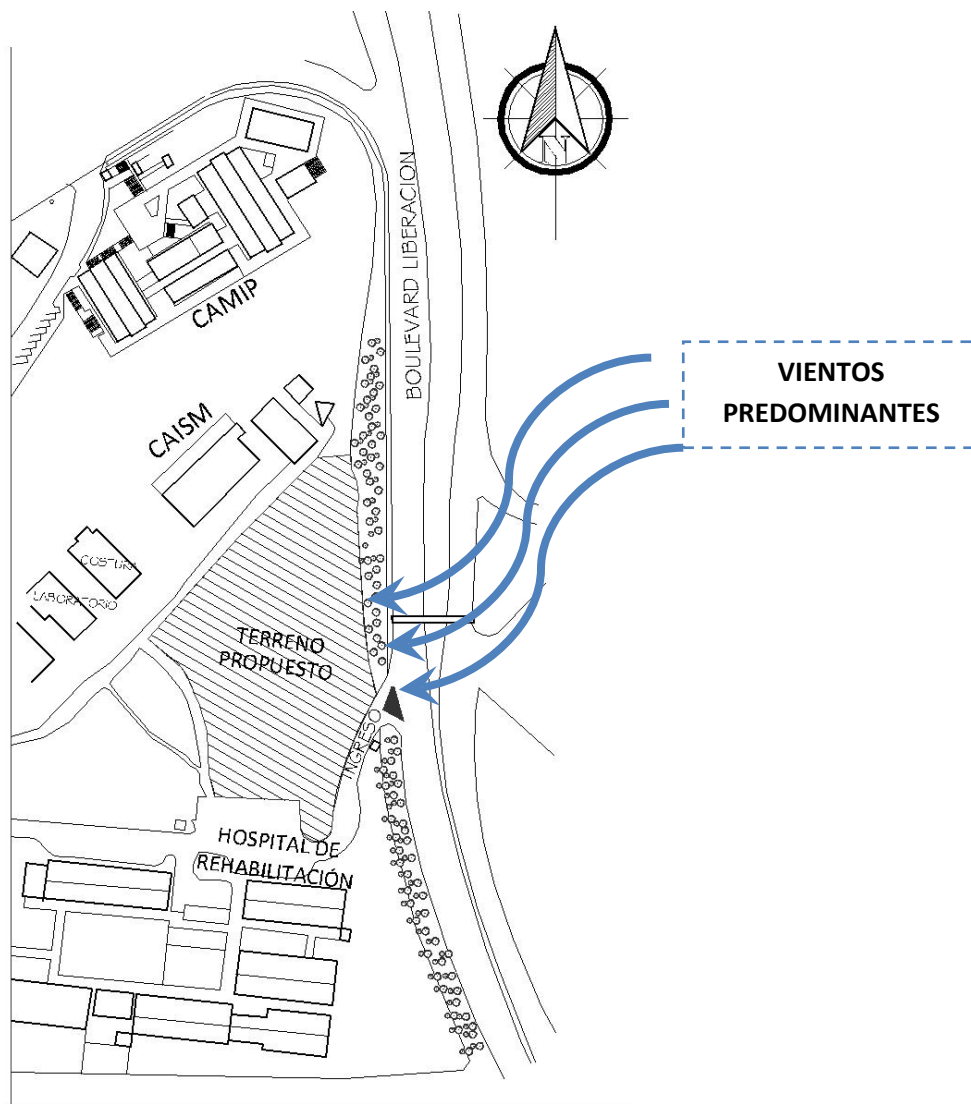 N
BOULEVARD LIBERACION
CAMIP
VIENTOS
PREDOMINANTES
CAISM
COSTURA
LABORATORIO
TERRENO
PROPUESTO
INGRESO
HOSPITAL DE
REHABILITACIÓN